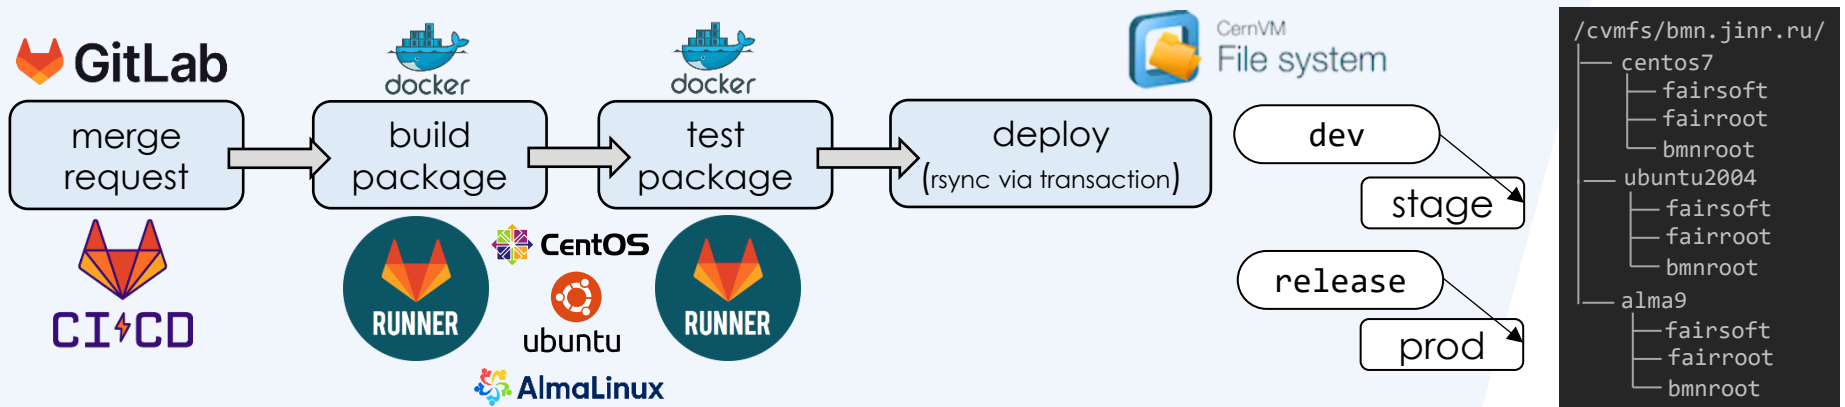 GitLab
merge
request
CI CD
docker
build
package
RUNNER
CentOS
ubuntu
AlmaLinux
docker
test
package
RUNNER
deploy
(rsync via transaction)
CernVM
File system
dev
stage
release
prod
/cvmfs/bmn.jinr.ru/
centos7
fairsoft
fairroot
bmnroot
ubuntu2004
fairsoft
fairroot
bmnroot
alma9
fairsoft
fairroot
bmnroot